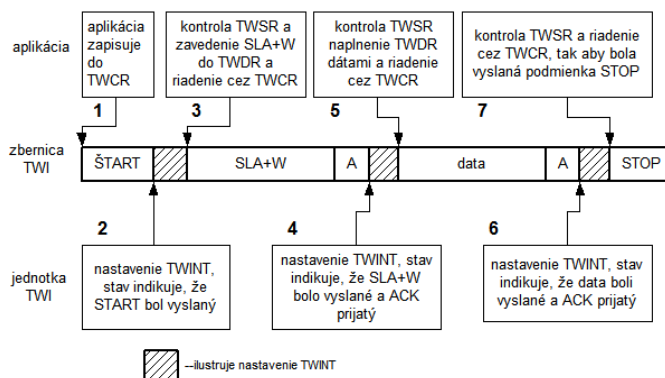 aplikácia
aplikácia
zapisuje
do
TWCR
kontrola TWSR a
zavedenie SLA+W
do TWDR a
riadenie cez TWCR
kontrola TWSR
naplnenie TWDR
dátami a riadenie
cez TWCR
kontrola TWSR a riadenie
cez TWCR, tak aby bola
vyslaná podmienka STOP
1
3
5
7
zbernica
TWI
ŠTART
SLA+W
A
data
A
STOP
2
4
6
jednotka
TWI
nastavenie TWINT,
stav indikuje, že
START bol vyslaný
nastavenie TWINT, stav
indikuje, že SLA+W
bolo vyslané a ACK
prijatý
nastavenie TWINT, stav
indikuje, že data boli
vyslané a ACK prijatý
--ilustruje nastavenie TWINT